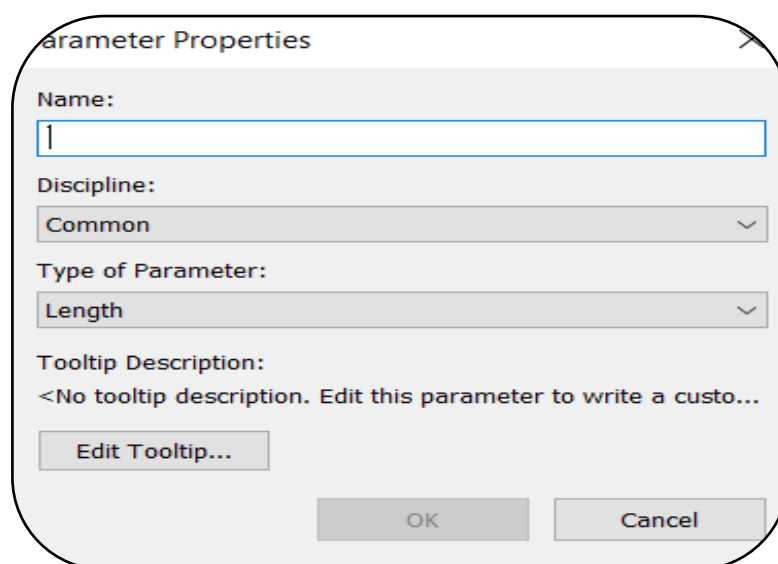 arameter Properties
Name:
Discipline:
Common
Type of Parameter:
Length
Tooltip Description:
<No tooltip description. Edit this parameter to write a custo...
Edit Tooltip...
OK
Cancel